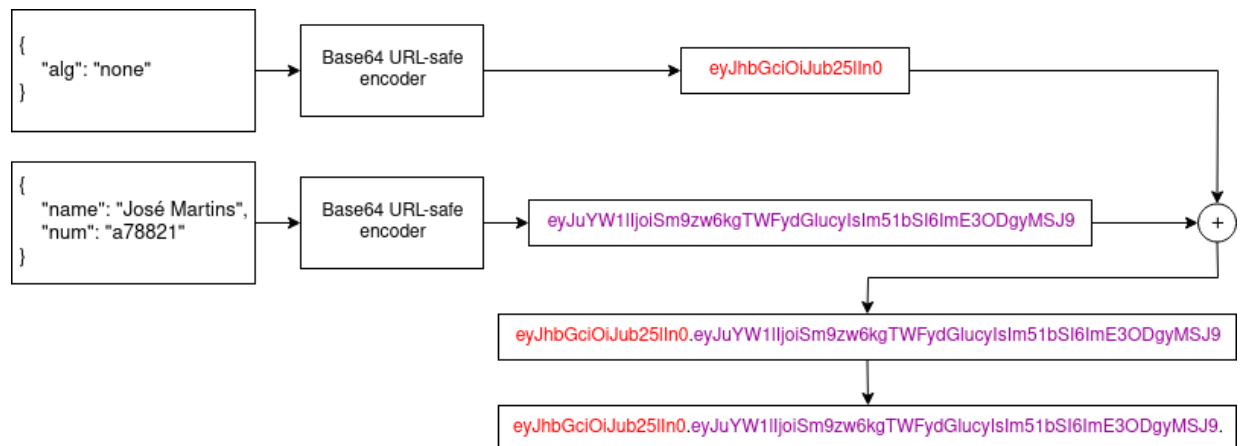 {
"alg": "none"
}
Base64 URL-safe
encoder
eyJhbGciOiJub25lIn0
{
"name": "José Martins",
"num": "a78821"
}
Base64 URL-safe
encoder
eyJuYW1lIjoiSm9zw6kgTWFydGlucyIsIm51bSI6ImE3ODgyMSJ9
+
eyJhbGciOiJub25lIn0.eyJuYW1lIjoiSm9zw6kgTWFydGlucyIsIm51bSI6ImE3ODgyMSJ9
eyJhbGciOiJub25lIn0.eyJuYW1lIjoiSm9zw6kgTWFydGlucyIsIm51bSI6ImE3ODgyMSJ9.